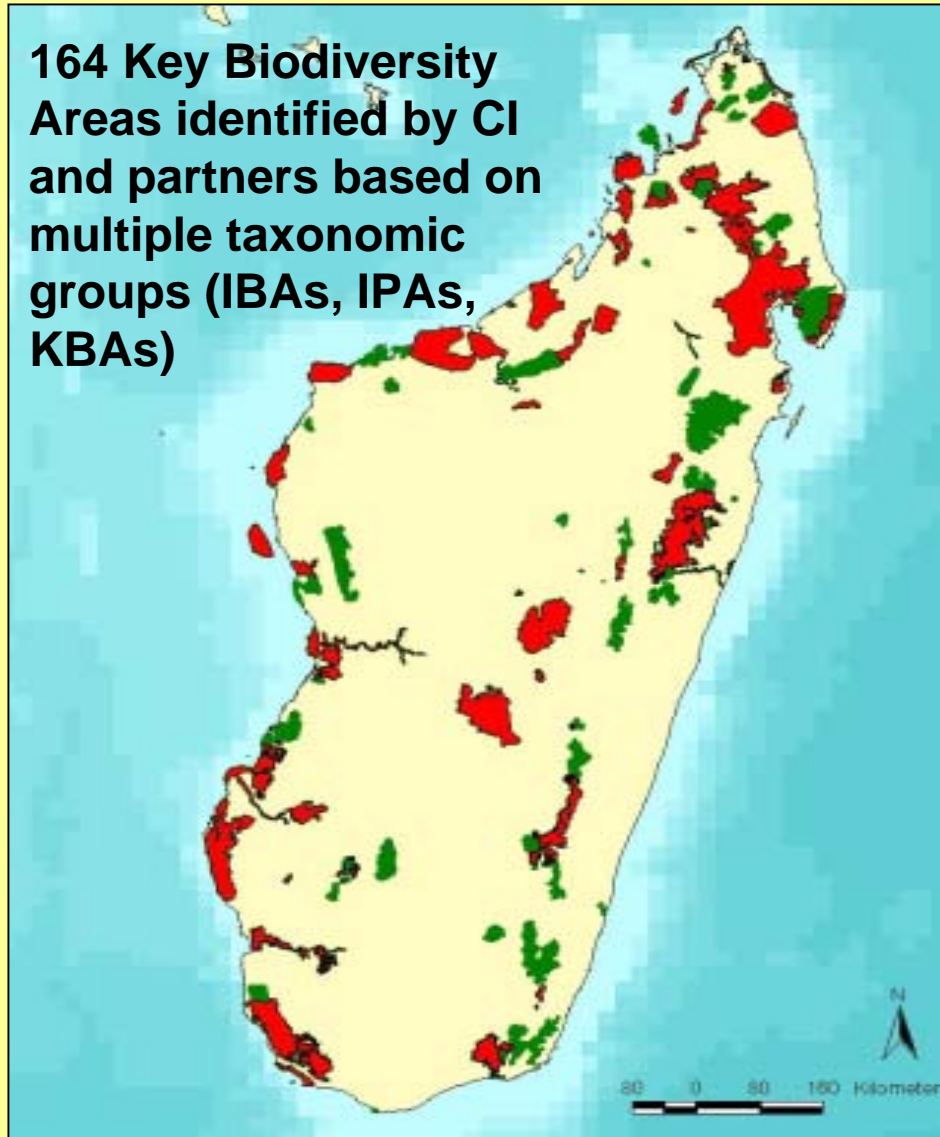 164 Key Biodiversity
Areas identified by CI
and partners based on
multiple taxonomic
groups (IBAs, IPAs,
KBAs)
N
80 0 80 160 Kilometer